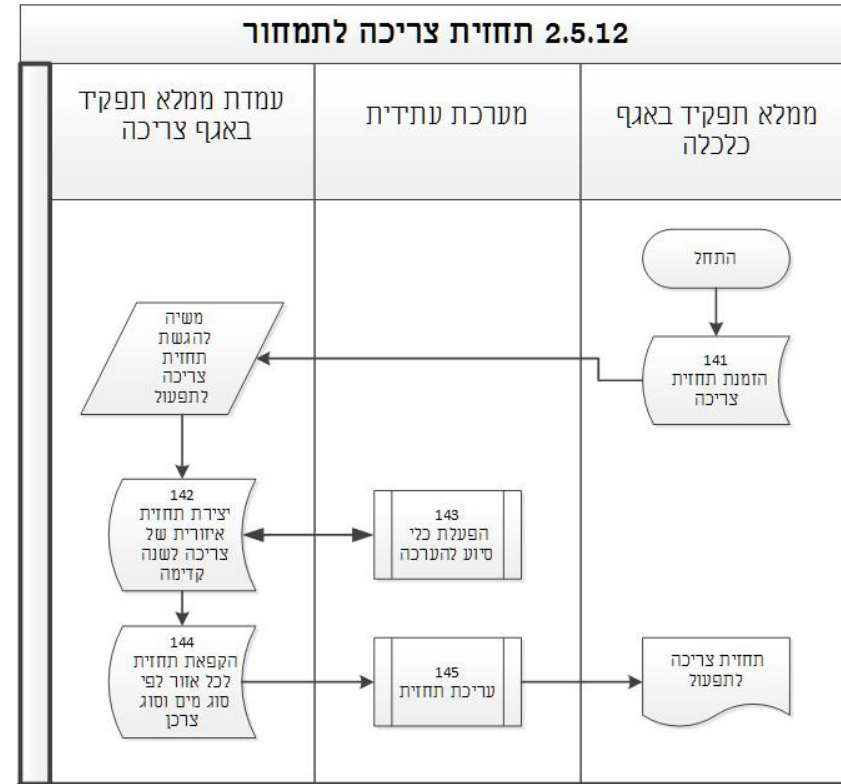 2.5.12 תחזית צריכה לתמחור
ממלא תפקיד באגף
כלכלה
מערכת עתידית
עמדת ממלא תפקיד
באגף צריכה
התחל
141
הזמנת תחזית
צריכה
משיה
להגשת
תחזית
צריכה
לתפעול
142
יצירת תחזית
איזורית של
צריכה לשנה
קדימה
143
הפעלת כלי
סיוע להערכה
144
הקפאת תחזית
לכל אזור לפי
סוג מים וסוג
צרכן
145
עריכת תחזית
תחזית צריכה
לתפעול